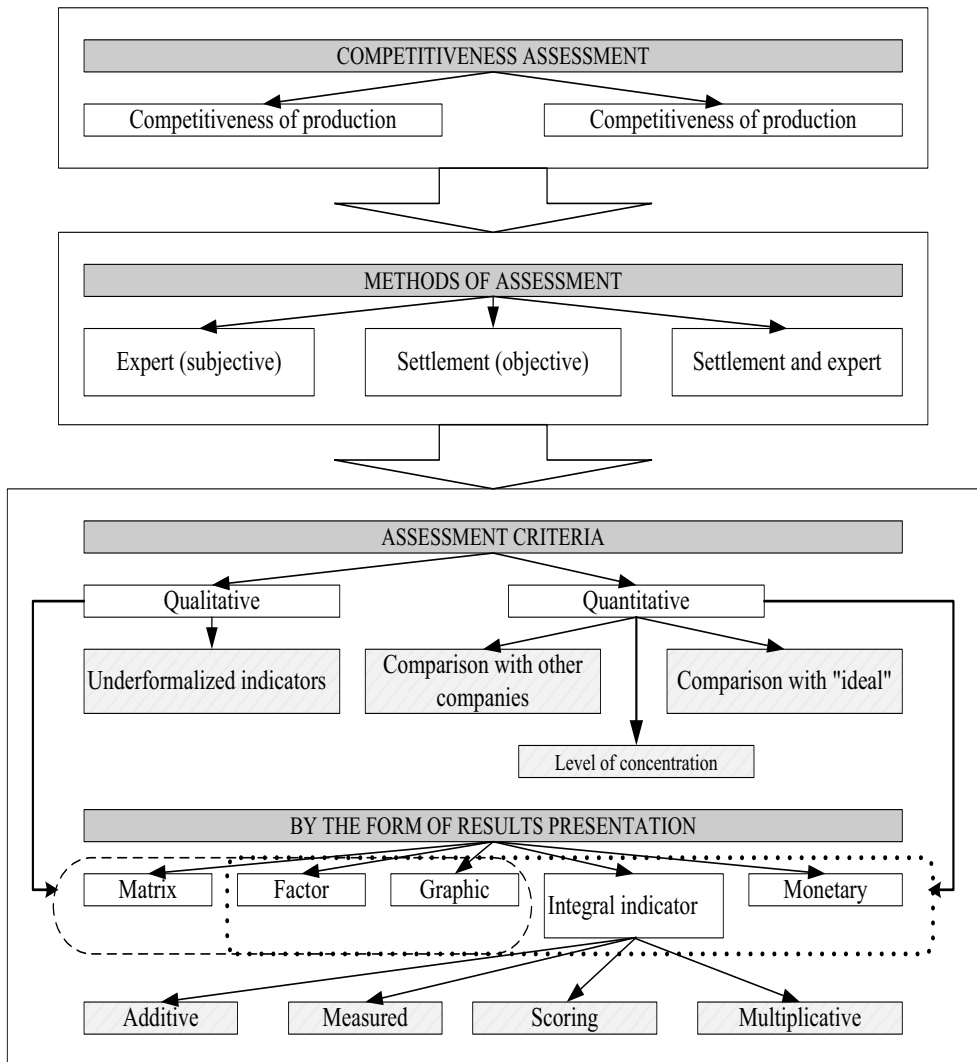 COMPETITIVENESS ASSESSMENT
Competitiveness of production
Competitiveness of production
METHODS OF ASSESSMENT
Expert (subjective)
Settlement (objective)
Settlement and expert
ASSESSMENT CRITERIA
Qualitative
Quantitative
Underformalized indicators
Comparison with other
companies
Comparison with "ideal"
Level of concentration
BY THE FORM OF RESULTS PRESENTATION
Matrix
Factor
Graphic
Integral indicator
Monetary
Additive
Measured
Scoring
Multiplicative